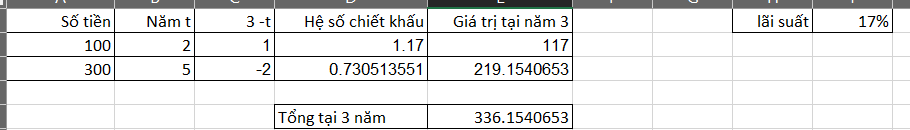 Số tiền Năm t 3 -t Hệ số chiết khấu Giá trị tại năm 3 lãi suất 17%
100 2 1 1.17 117
300 5 -2 0.730513551 219.1540653
Tổng tại 3 năm 336.1540653